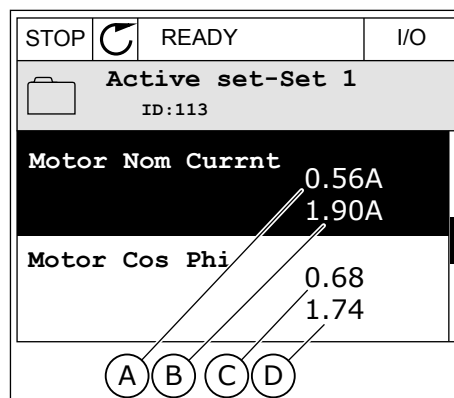 STOP READY I/O
Active set-Set 1
ID:113
Motor Nom Currnt
0.56A
1.90A
Motor Cos Phi
0.68
1.74
A B C D